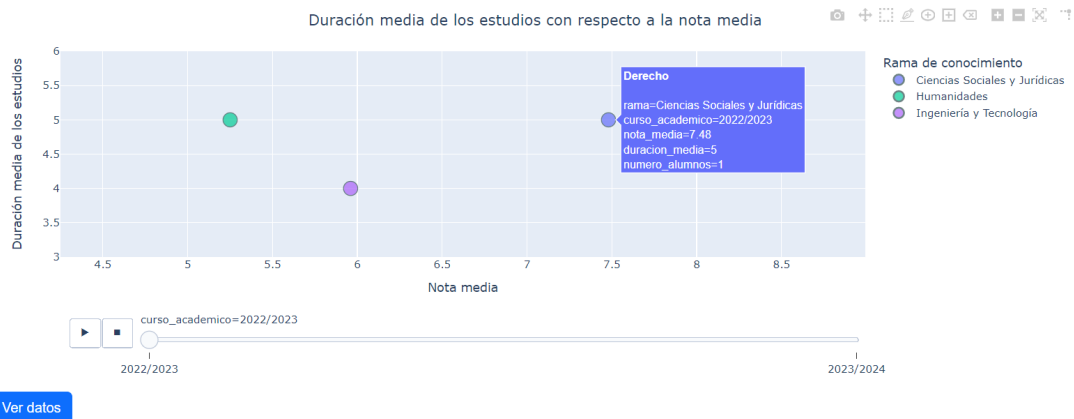 Duración media de los estudios con respecto a la nota media
Duración media de los estudios
6
5.5
5
4.5
4
3.5
3
4.5
5
5.5
6
6.5
7
7.5
8
8.5
Nota media
Derecho
rama=Ciencias Sociales y Jurídicas
curso_academico=2022/2023
nota_media=7.48
duracion_media=5
numero_alumnos=1
Rama de conocimiento
Ciencias Sociales y Jurídicas
Humanidades
Ingeniería y Tecnología
curso_academico=2022/2023
2022/2023
2023/2024
Ver datos